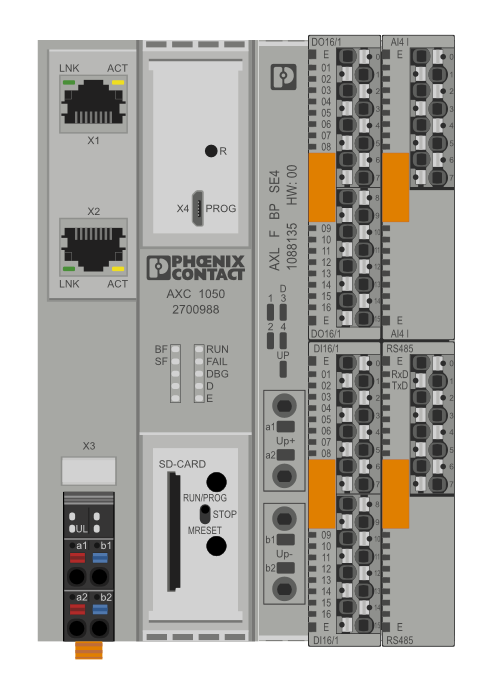 LNK ACT
X1
X2
LNK ACT
X3
UL
a1 b1
a2 b2
R
X4 PROG
PHŒNIX
CONTACT
AXC 1050
2700988
BF RUN
SF FAIL
DBG
D
E
SD-CARD
RUN/PROG
STOP
MRESET
AXL F BP SE4
1088135 HW: 00
D
1 3
2 4
UP
a1
Up+
a2
b1
Up-
b2
DO16/1
E
01
02
03
04
05
06
07
08
09
10
11
12
13
14
15
16
E
DO16/1
AI4 I
E
E
AI4 I
DI16/1
E
01
02
03
04
05
06
07
08
09
10
11
12
13
14
15
16
E
DI16/1
RS485
E
RxD
TxD
E
RS485